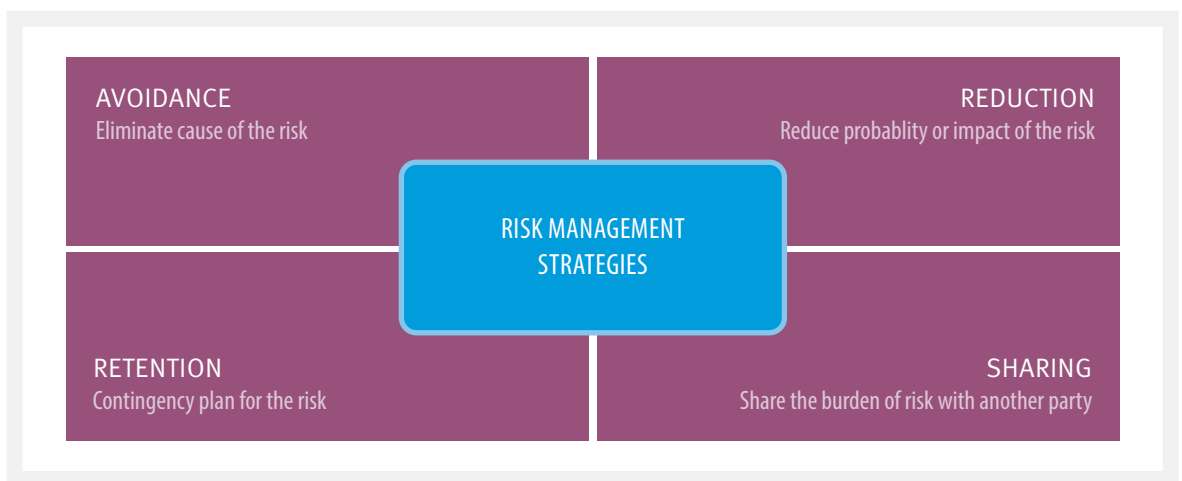 AVOIDANCE
Eliminate cause of the risk
REDUCTION
Reduce probablity or impact of the risk
RISK MANAGEMENT
STRATEGIES
RETENTION
Contingency plan for the risk
SHARING
Share the burden of risk with another party